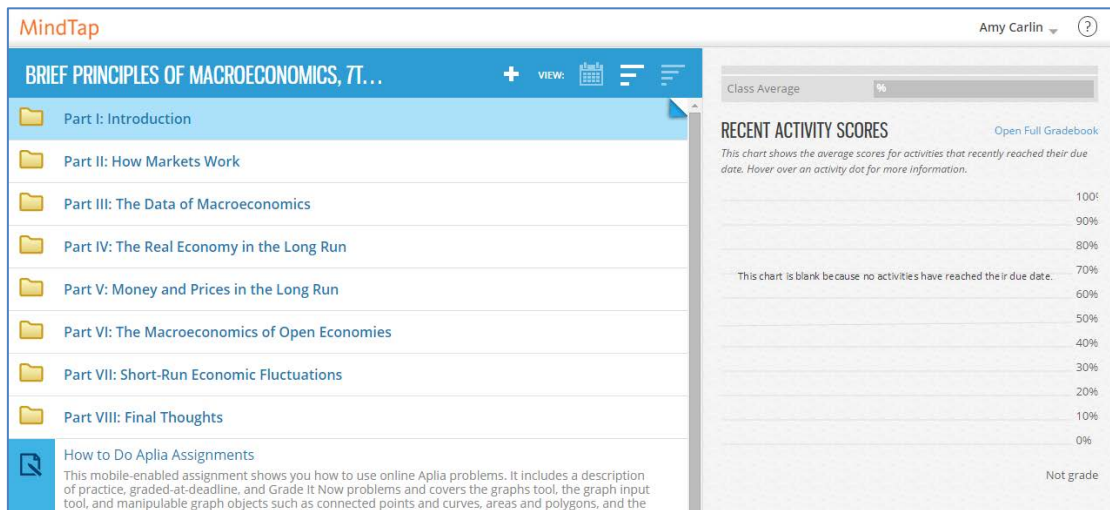 MindTap
Amy Carlin
?
BRIEF PRINCIPLES OF MACROECONOMICS, 7T...
+ VIEW:
Part I: Introduction
Part II: How Markets Work
Part III: The Data of Macroeconomics
Part IV: The Real Economy in the Long Run
Part V: Money and Prices in the Long Run
Part VI: The Macroeconomics of Open Economies
Part VII: Short-Run Economic Fluctuations
Part VIII: Final Thoughts
How to Do Aplia Assignments
This mobile-enabled assignment shows you how to use online Aplia problems. It includes a description
of practice, graded-at-deadline, and Grade It Now problems and covers the graphs tool, the graph input
tool, and manipulable graph objects such as connected points and curves, areas and polygons, and the
Class Average %
RECENT ACTIVITY SCORES
Open Full Gradebook
This chart shows the average scores for activities that recently reached their due
date. Hover over an activity dot for more information.
100%
90%
80%
This chart is blank because no activities have reached their due date.
70%
60%
50%
40%
30%
20%
10%
0%
Not grade